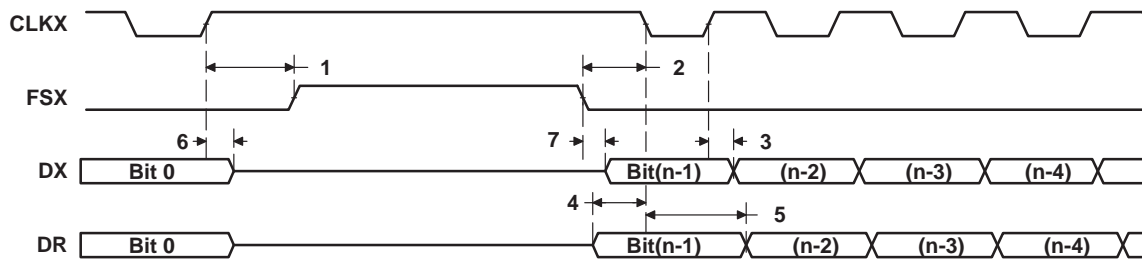 CLKX
1 2
FSX
6 7 3
DX Bit 0 Bit(n-1) (n-2) (n-3) (n-4)
4 5
DR Bit 0 Bit(n-1) (n-2) (n-3) (n-4)